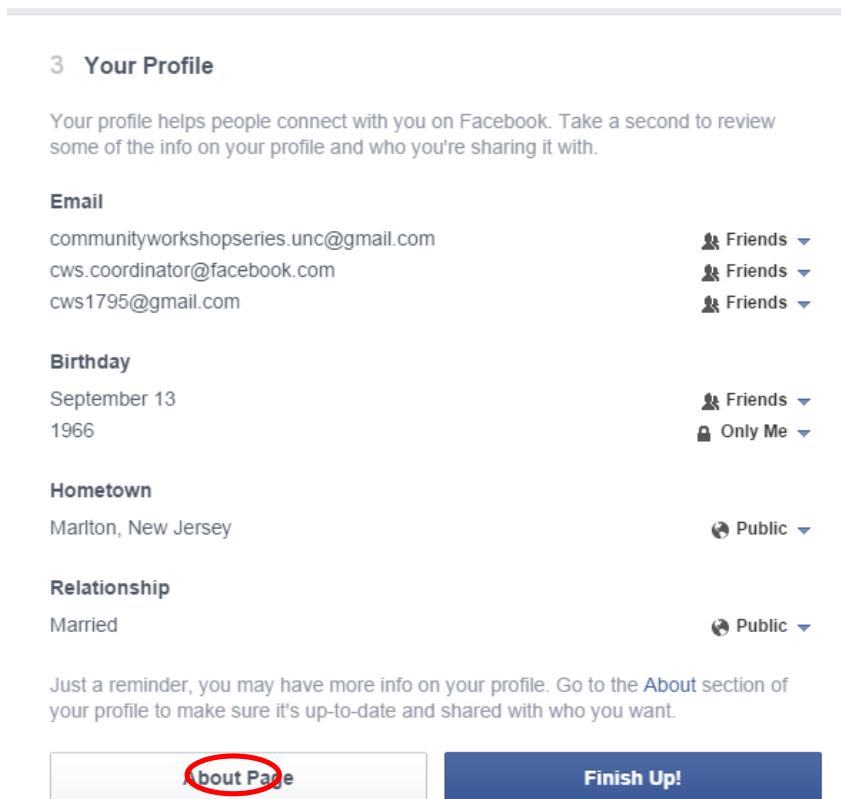 3 Your Profile
Your profile helps people connect with you on Facebook. Take a second to review
some of the info on your profile and who you're sharing it with.
Email
communityworkshopseries.unc@gmail.com Friends
cws.coordinator@facebook.com Friends
cws1795@gmail.com Friends
Birthday
September 13 Friends
1966 Only Me
Hometown
Marlton, New Jersey Public
Relationship
Married Public
Just a reminder, you may have more info on your profile. Go to the About section of
your profile to make sure it's up-to-date and shared with who you want.
About Page Finish Up!